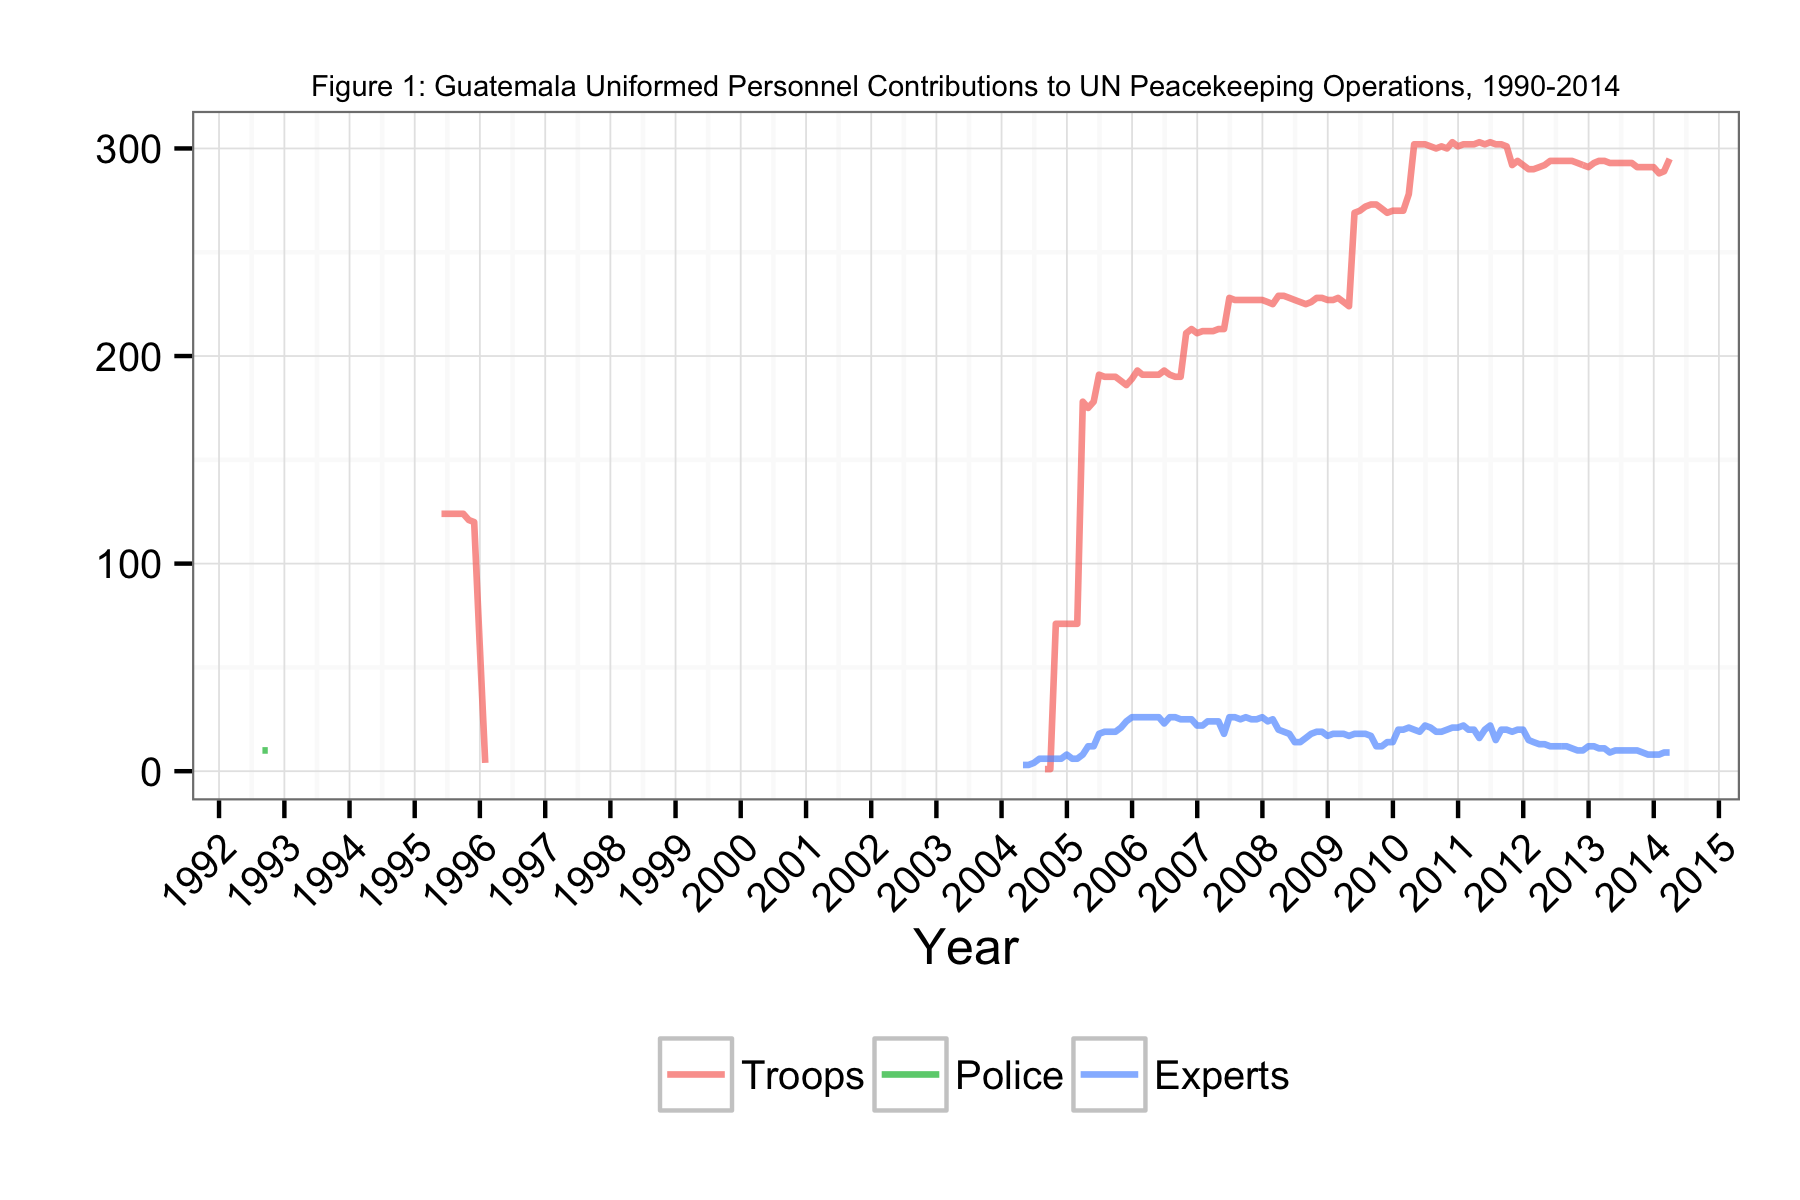 Figure 1: Guatemala Uniformed Personnel Contributions to UN Peacekeeping Operations, 1990-2014
300
200
100
0
1992 1993 1994 1995 1996 1997 1998 1999 2000 2001 2002 2003 2004 2005 2006 2007 2008 2009 2010 2011 2012 2013 2014 2015
Year
Troops Police Experts